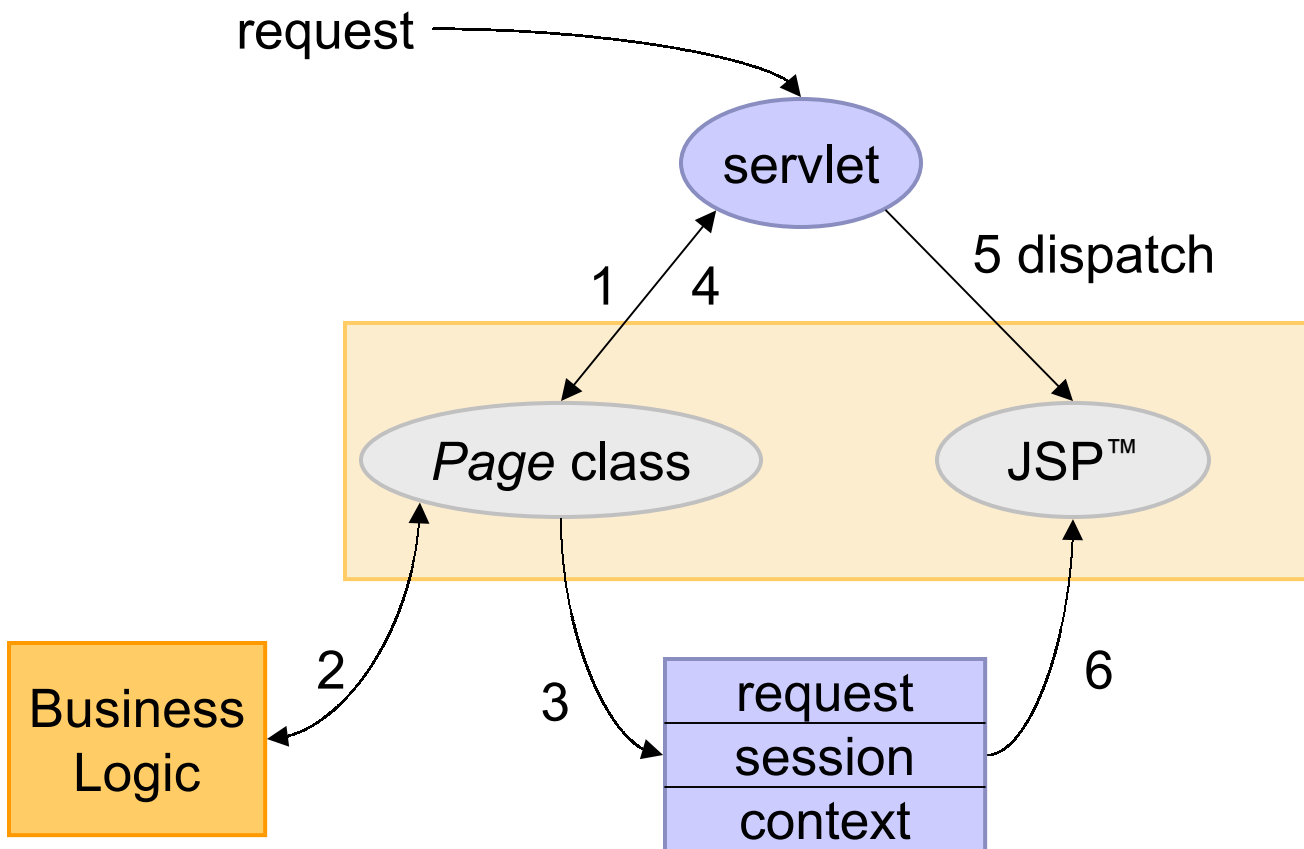 request
servlet
5 dispatch
1
4
Page class
JSP™
2
3
6
Business
Logic
request
session
context